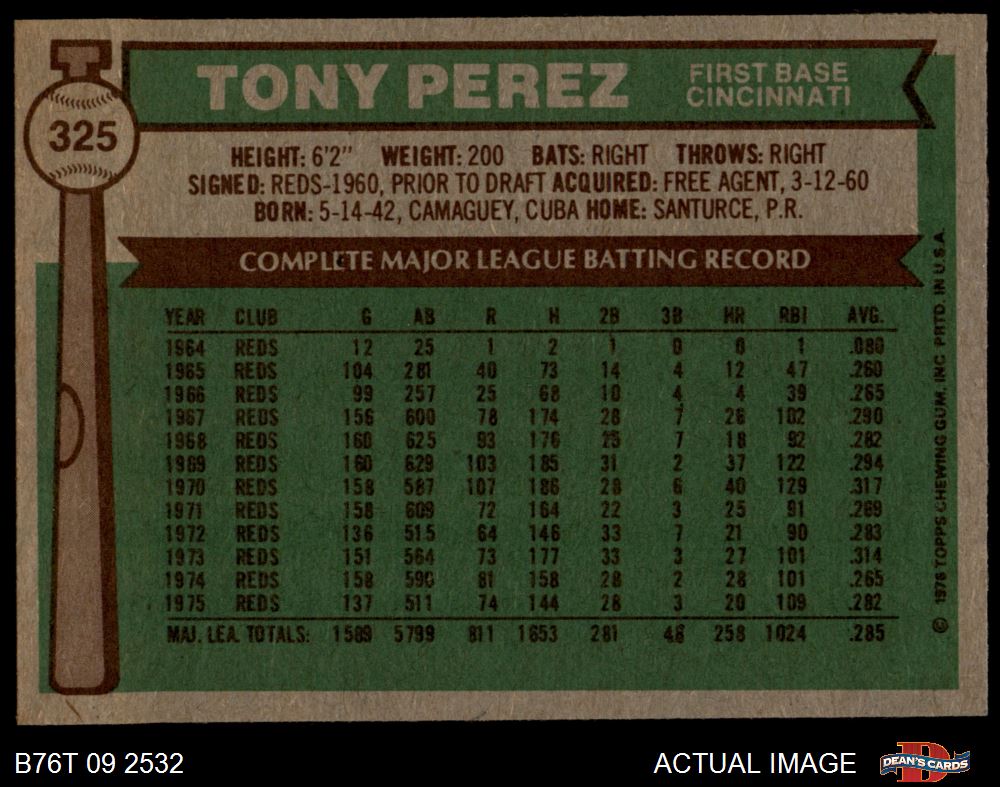 325
TONY PEREZ
FIRST BASE
CINCINNATI
HEIGHT: 6'2" WEIGHT: 200 BATS: RIGHT THROWS: RIGHT
SIGNED: REDS-1960, PRIOR TO DRAFT ACQUIRED: FREE AGENT, 3-12-60
BORN: 5-14-42, CAMAGUEY, CUBA HOME: SANTURCE, P.R.
COMPLETE MAJOR LEAGUE BATTING RECORD
YEAR CLUB G AB R H 2B 3B HR RBI AVG.
1964 REDS 12 25 1 2 1 0 0 1 .080
1965 REDS 104 281 40 73 14 4 12 47 .260
1966 REDS 99 257 25 68 10 4 4 39 .265
1967 REDS 156 600 78 174 28 7 26 102 .290
1968 REDS 160 625 93 176 25 7 18 92 .282
1969 REDS 160 629 103 185 31 2 37 122 .294
1970 REDS 158 587 107 186 28 6 40 129 .317
1971 REDS 158 609 72 164 22 3 25 91 .269
1972 REDS 136 515 64 146 33 7 21 90 .283
1973 REDS 151 564 73 177 33 3 27 101 .314
1974 REDS 158 590 81 158 28 2 28 101 .265
1975 REDS 137 511 74 144 28 3 20 109 .282
MAJ. LEA. TOTALS: 1589 5799 811 1653 281 48 258 1024 .285
© 1976 TOPPS CHEWING GUM, INC. PRTD. IN U.S.A.
B76T 09 2532
ACTUAL IMAGE
DEAN'S CARDS